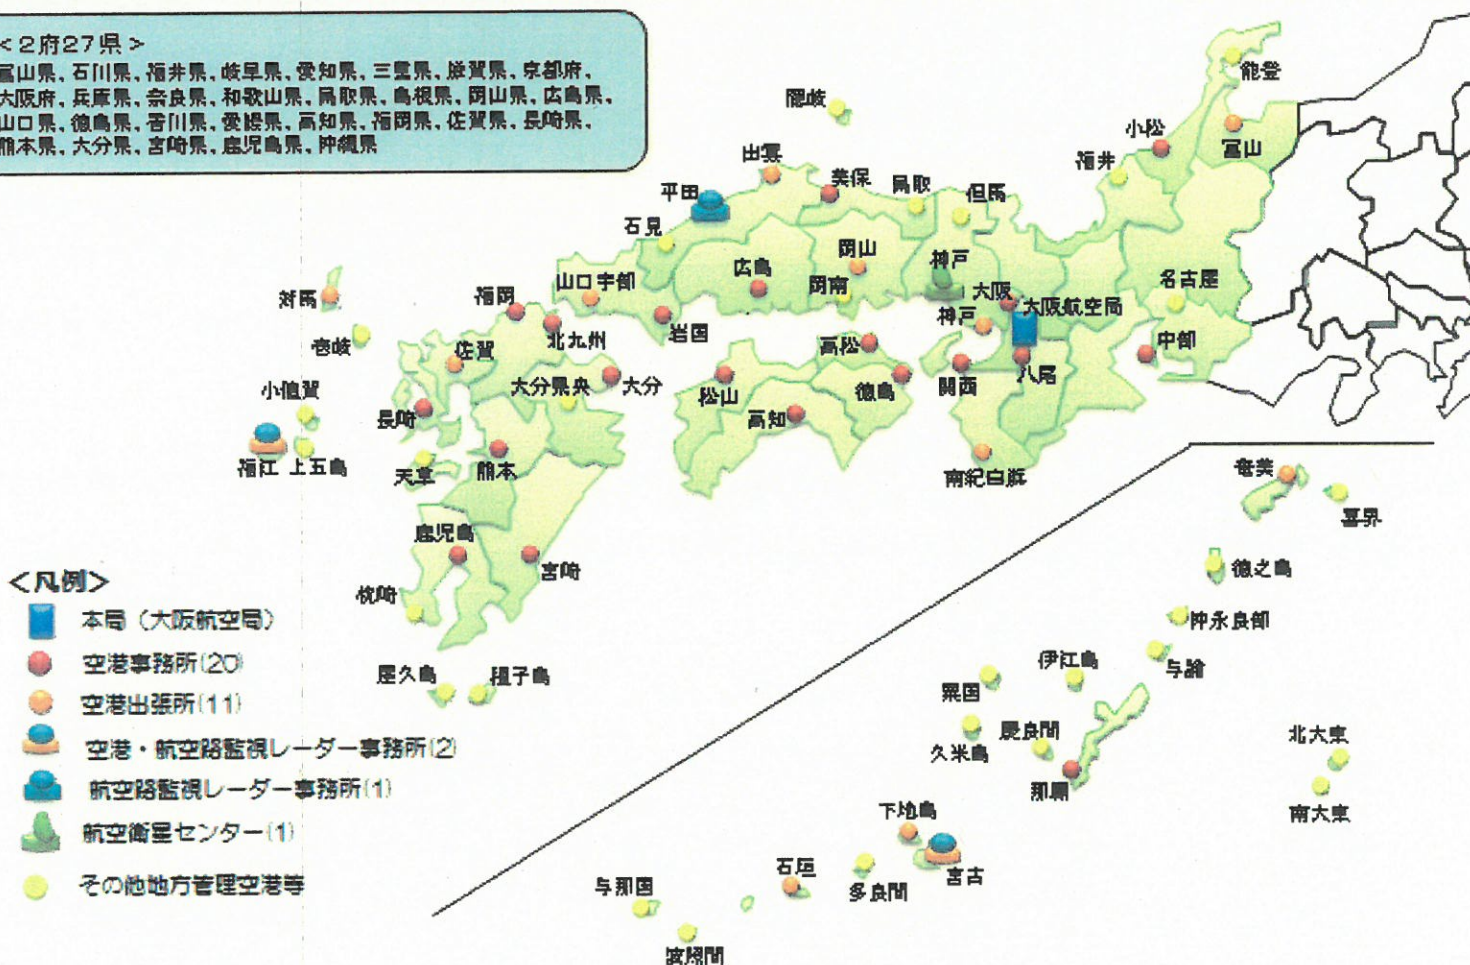 ＜2府27県＞
富山県、石川県、福井県、岐阜県、愛知県、三重県、滋賀県、京都府、
大阪府、兵庫県、奈良県、和歌山県、鳥取県、島根県、岡山県、広島県、
山口県、徳島県、香川県、愛媛県、高知県、福岡県、佐賀県、長崎県、
熊本県、大分県、宮崎県、鹿児島県、沖縄県
能登
隠岐
小松
富山
出雲
福井
平田
美保
鳥取
但馬
石見
岡山
神戸
広島
山口宇部
岡南
名古屋
対馬
福岡
大阪
大阪航空局
神戸
岩国
北九州
高松
中部
壱岐
佐賀
関西
八尾
小値賀
大分県央
大分
松山
徳島
長崎
高知
福江
上五島
天草
熊本
南紀白浜
奄美
喜界
鹿児島
宮崎
徳之島
枕崎
沖永良部
屋久島
種子島
伊江島
与論
粟国
久米島
慶良間
北大東
那覇
南大東
下地島
石垣
多良間
宮古
与那国
波照間
＜凡例＞
本局（大阪航空局）
空港事務所(20)
空港出張所(11)
空港・航空路監視レーダー事務所(2)
航空路監視レーダー事務所(1)
航空衛星センター(1)
その他地方管理空港等